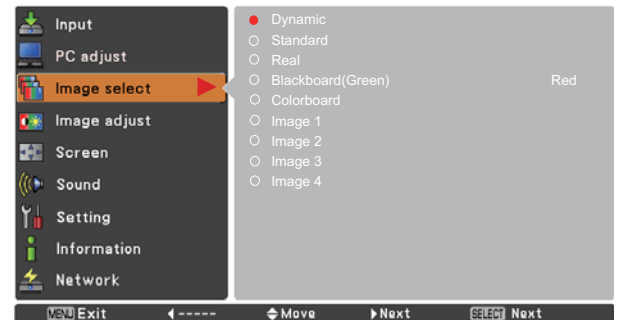 Input
PC adjust
Image select
Image adjust
Screen
Sound
Setting
Information
Network
Dynamic
Standard
Real
Blackboard(Green) Red
Colorboard
Image 1
Image 2
Image 3
Image 4
MENU Exit ----- Move Next SELECT Next